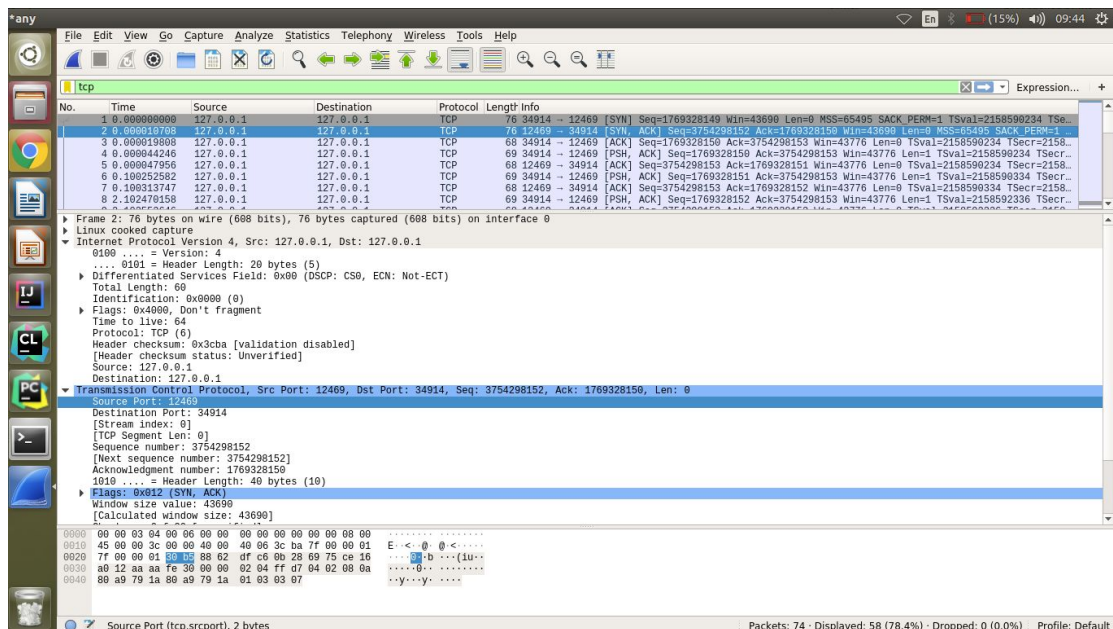 *any
En (15%) 09:44
File Edit View Go Capture Analyze Statistics Telephony Wireless Tools Help
tcp Expression... +
No. Time Source Destination Protocol Length Info
1 0.000000000 127.0.0.1 127.0.0.1 TCP 76 34914 → 12469 [SYN] Seq=1769328149 Win=43690 Len=0 MSS=65495 SACK_PERM=1 TSval=2158590234 TSe…
2 0.000010708 127.0.0.1 127.0.0.1 TCP 76 12469 → 34914 [SYN, ACK] Seq=3754298152 Ack=1769328150 Win=43690 Len=0 MSS=65495 SACK_PERM=1 …
3 0.000019808 127.0.0.1 127.0.0.1 TCP 68 34914 → 12469 [ACK] Seq=1769328150 Ack=3754298153 Win=43776 Len=0 TSval=2158590234 TSecr=2158…
4 0.000044246 127.0.0.1 127.0.0.1 TCP 69 34914 → 12469 [PSH, ACK] Seq=1769328150 Ack=3754298153 Win=43776 Len=1 TSval=2158590234 TSecr…
5 0.000047956 127.0.0.1 127.0.0.1 TCP 68 12469 → 34914 [ACK] Seq=3754298153 Ack=1769328151 Win=43776 Len=0 TSval=2158590234 TSecr=2158…
6 0.100252582 127.0.0.1 127.0.0.1 TCP 69 34914 → 12469 [PSH, ACK] Seq=1769328151 Ack=3754298153 Win=43776 Len=1 TSval=2158590334 TSecr…
7 0.100313747 127.0.0.1 127.0.0.1 TCP 68 12469 → 34914 [ACK] Seq=3754298153 Ack=1769328152 Win=43776 Len=0 TSval=2158590334 TSecr=2158…
8 2.102470158 127.0.0.1 127.0.0.1 TCP 69 34914 → 12469 [PSH, ACK] Seq=1769328152 Ack=3754298153 Win=43776 Len=1 TSval=2158592336 TSecr…
Frame 2: 76 bytes on wire (608 bits), 76 bytes captured (608 bits) on interface 0
Linux cooked capture
Internet Protocol Version 4, Src: 127.0.0.1, Dst: 127.0.0.1
0100 .... = Version: 4
.... 0101 = Header Length: 20 bytes (5)
Differentiated Services Field: 0x00 (DSCP: CS0, ECN: Not-ECT)
Total Length: 60
Identification: 0x0000 (0)
Flags: 0x4000, Don't fragment
Time to live: 64
Protocol: TCP (6)
Header checksum: 0x3cba [validation disabled]
[Header checksum status: Unverified]
Source: 127.0.0.1
Destination: 127.0.0.1
Transmission Control Protocol, Src Port: 12469, Dst Port: 34914, Seq: 3754298152, Ack: 1769328150, Len: 0
Source Port: 12469
Destination Port: 34914
[Stream index: 0]
[TCP Segment Len: 0]
Sequence number: 3754298152
[Next sequence number: 3754298152]
Acknowledgment number: 1769328150
1010 .... = Header Length: 40 bytes (10)
Flags: 0x012 (SYN, ACK)
Window size value: 43690
[Calculated window size: 43690]
0000 00 00 03 04 00 06 00 00 00 00 00 00 00 00 08 00 ········ ········
0010 45 00 00 3c 00 00 40 00 40 06 3c ba 7f 00 00 01 E··<··@· @·<·····
0020 7f 00 00 01 30 b5 88 62 df c6 0b 28 69 75 ce 16 ····0··b ···(iu··
0030 a0 12 aa aa fe 30 00 00 02 04 ff d7 04 02 08 0a ·····0·· ········
0040 80 a9 79 1a 80 a9 79 1a 01 03 03 07 ··y···y· ····
Source Port (tcp.srcport), 2 bytes Packets: 74 · Displayed: 58 (78.4%) · Dropped: 0 (0.0%) Profile: Default
IJ
CL
PC
>_